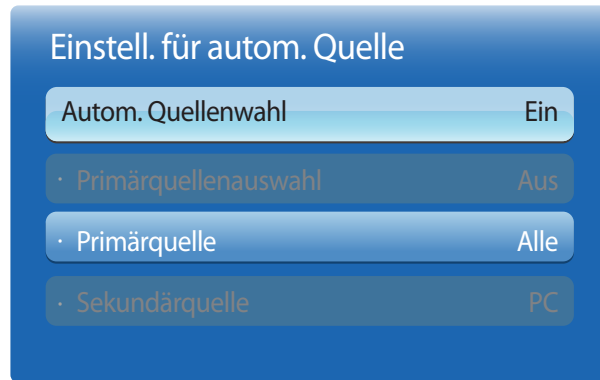 Einstell. für autom. Quelle
Autom. Quellenwahl Ein
· Primärquellenauswahl Aus
· Primärquelle Alle
· Sekundärquelle PC